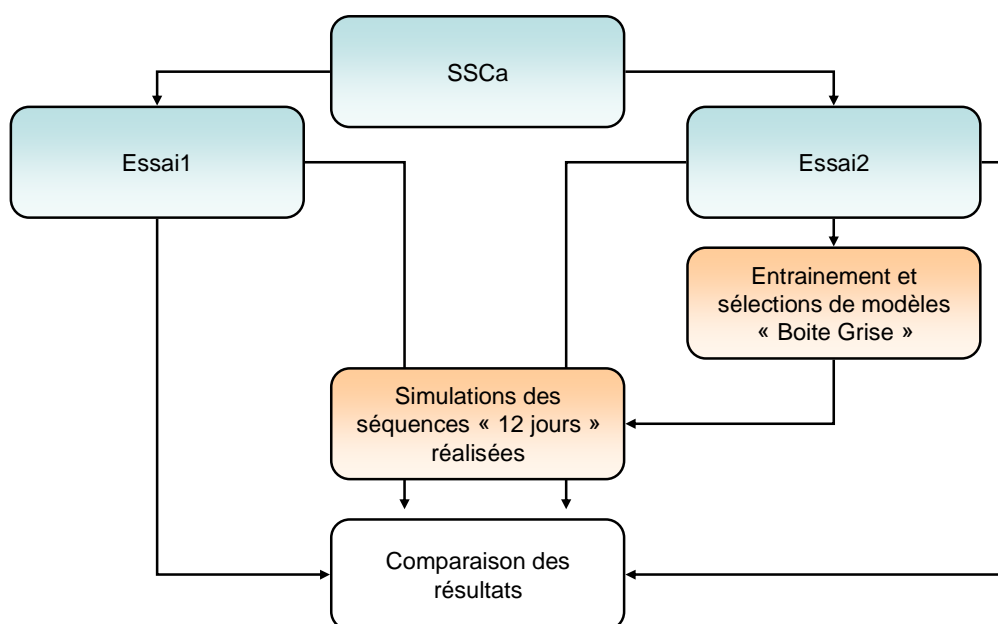 SSCa
Essai1
Essai2
Entrainement et
sélections de modèles
« Boite Grise »
Simulations des
séquences « 12 jours »
réalisées
Comparaison des
résultats